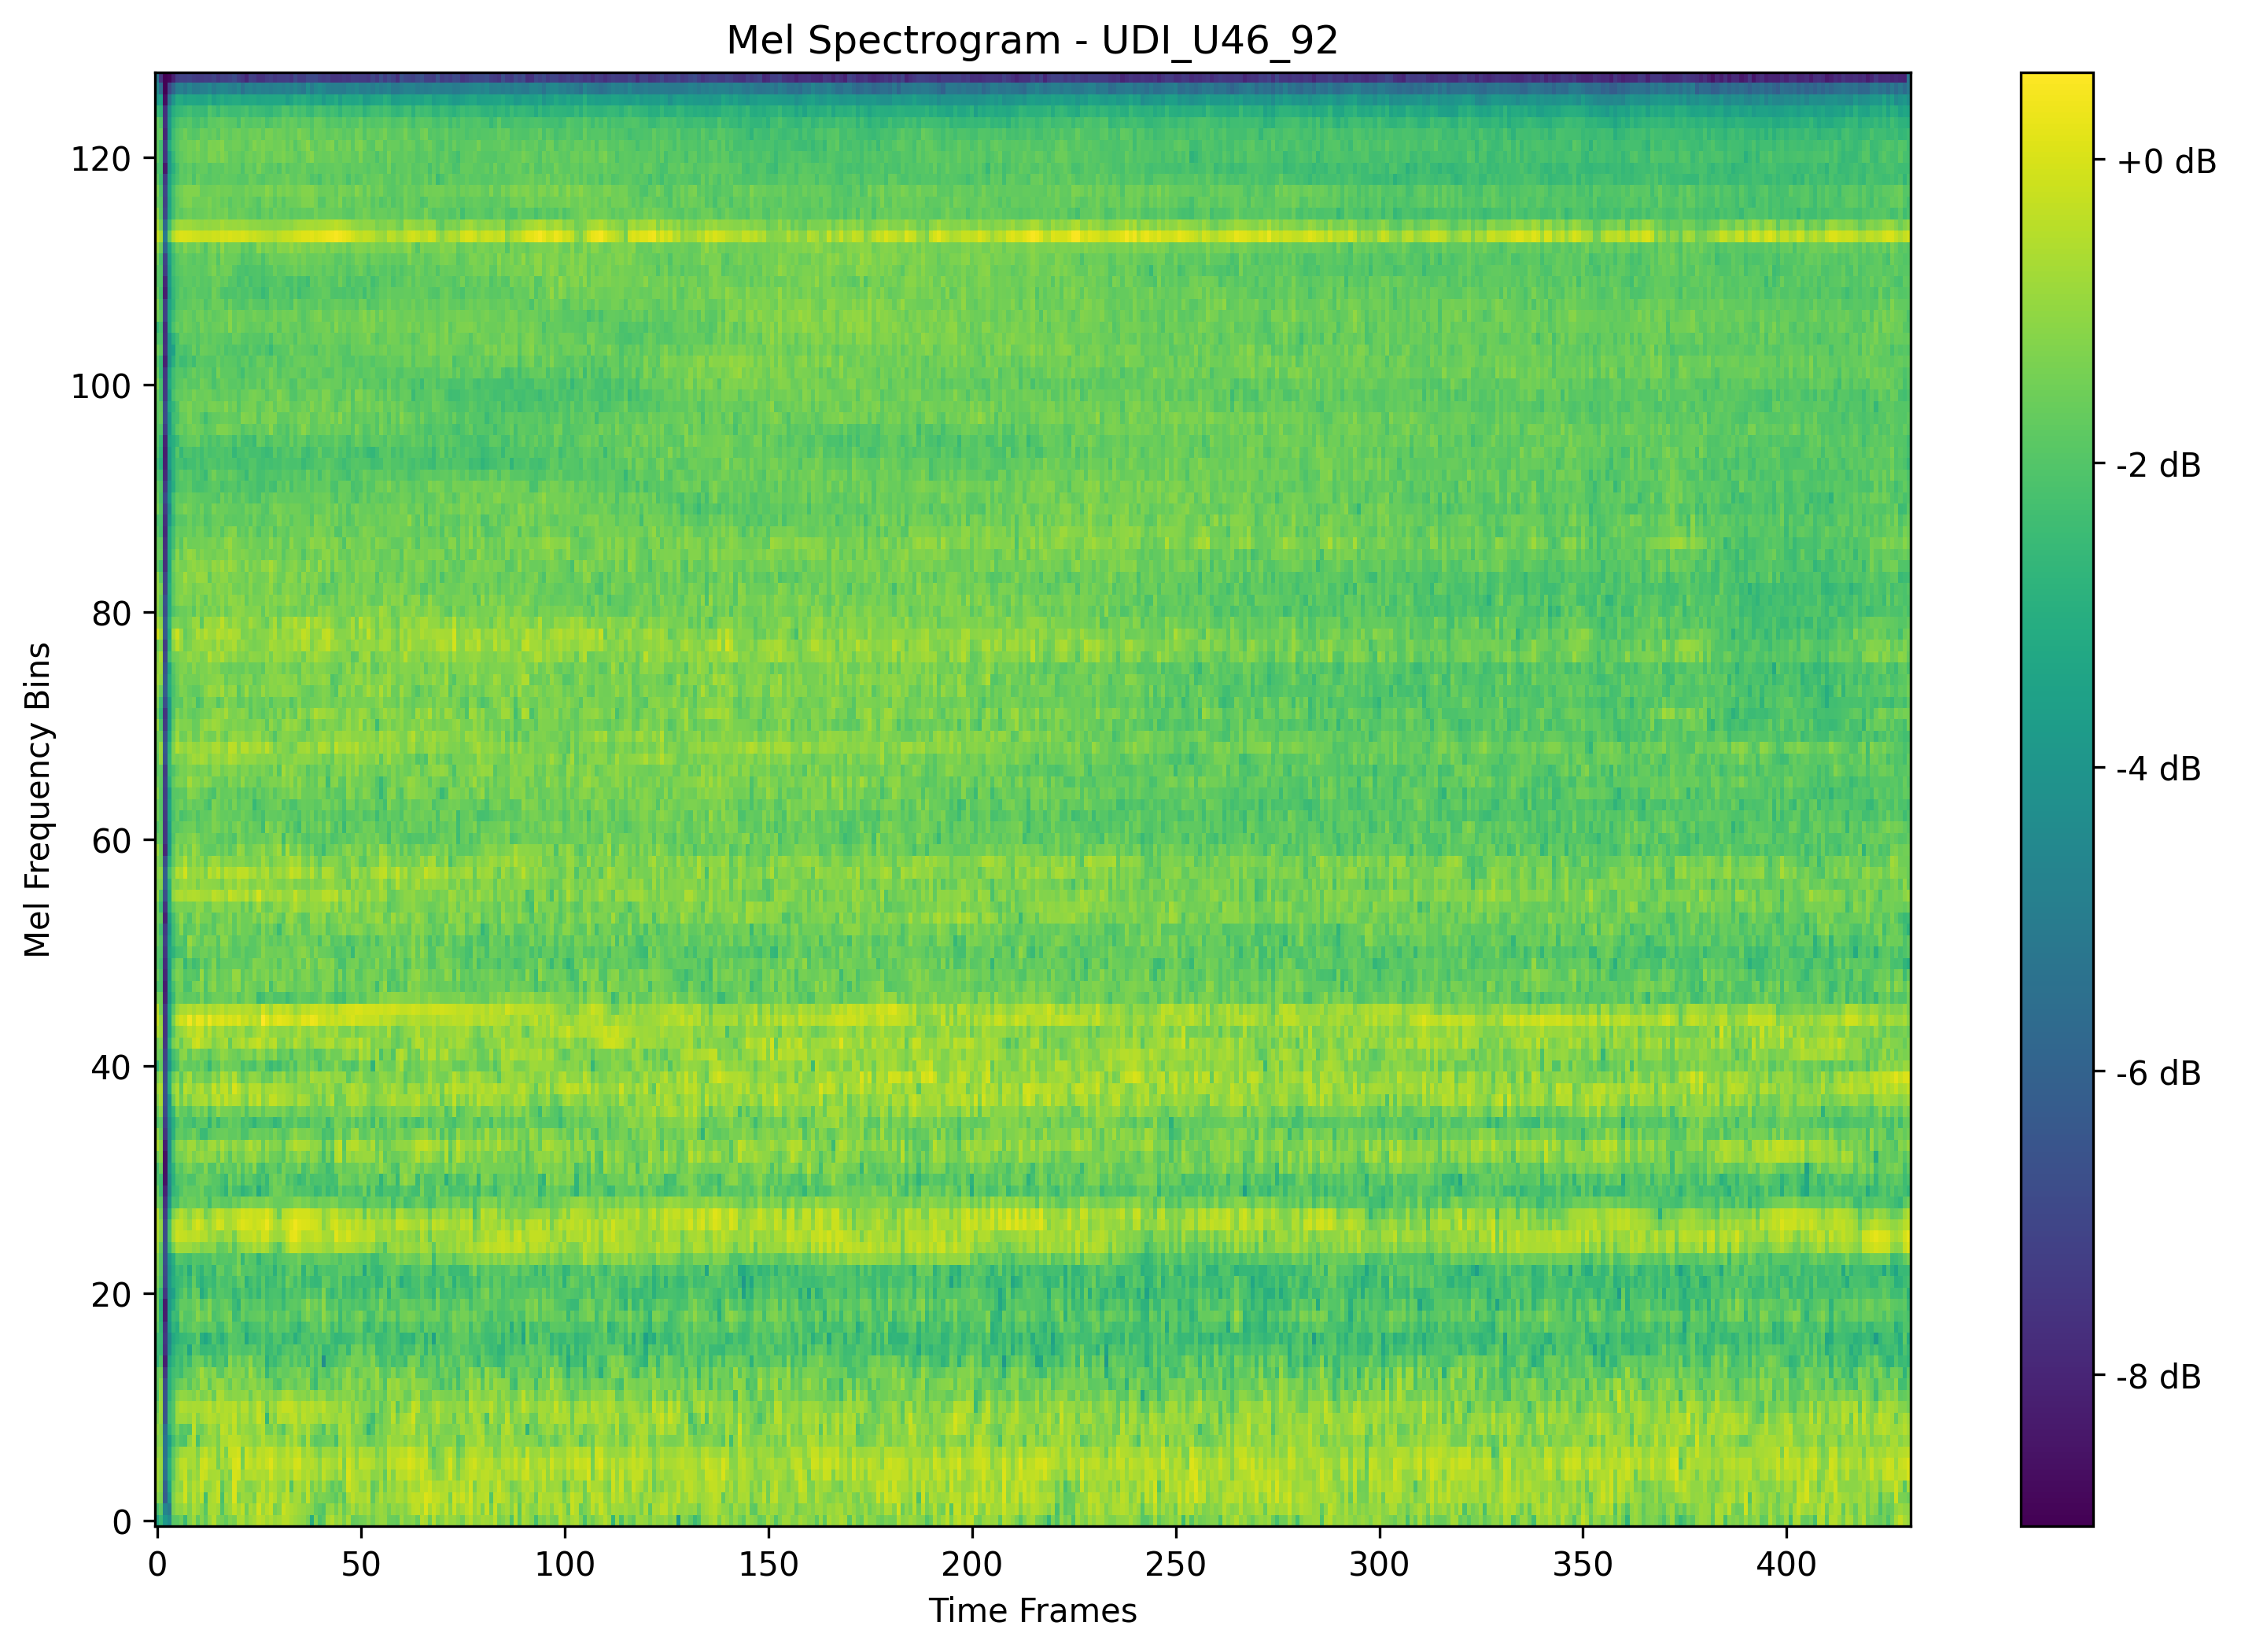 Mel Spectrogram - UDI_U46_92
120
100
80
60
40
20
0
Mel Frequency Bins
0 50 100 150 200 250 300 350 400
Time Frames
+0 dB
-2 dB
-4 dB
-6 dB
-8 dB